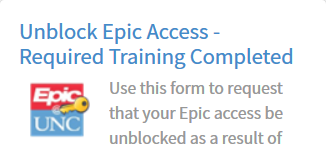 Unblock Epic Access -
Required Training Completed
Epic
UNC
Use this form to request
that your Epic access be
unblocked as a result of